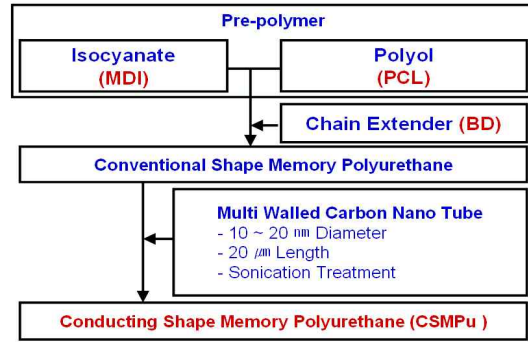 Pre-polymer
Isocyanate
(MDI)
Polyol
(PCL)
Chain Extender (BD)
Conventional Shape Memory Polyurethane
Multi Walled Carbon Nano Tube
- 10 ~ 20 ㎚ Diameter
- 20 ㎛ Length
- Sonication Treatment
Conducting Shape Memory Polyurethane (CSMPu )